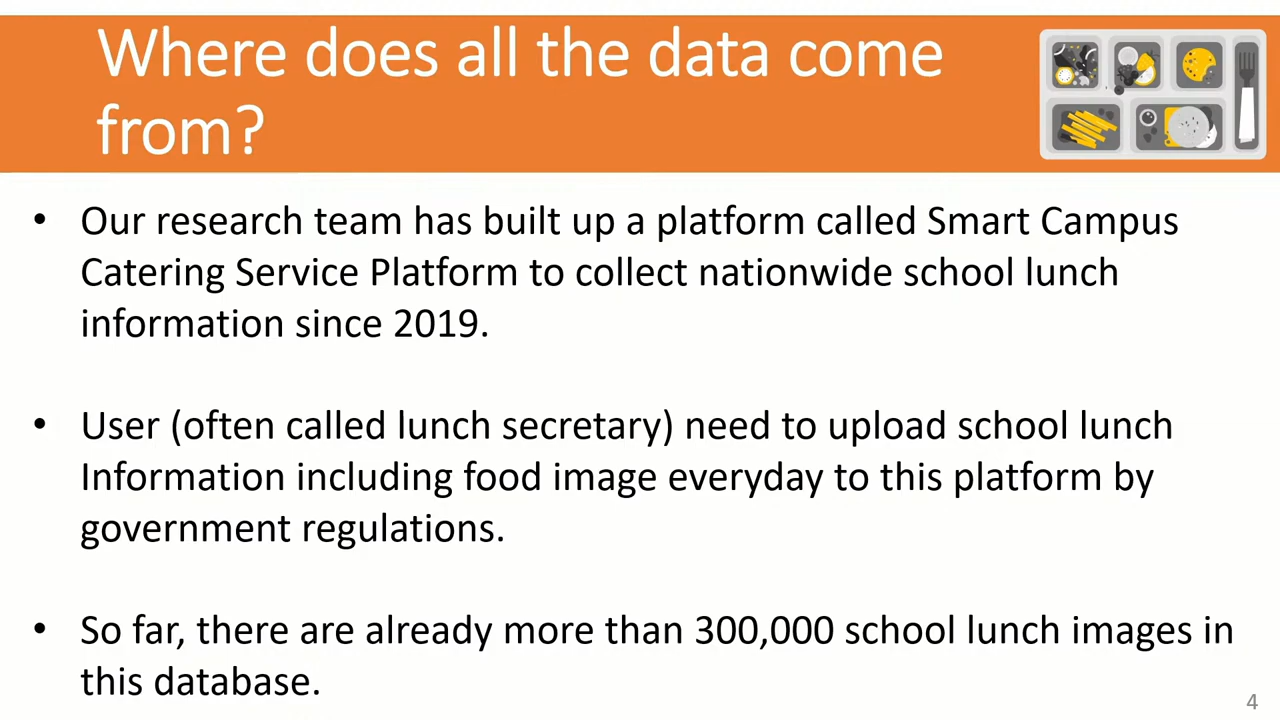 Where does all the data come
from?
• Our research team has built up a platform called Smart Campus
Catering Service Platform to collect nationwide school lunch
information since 2019.
• User (often called lunch secretary) need to upload school lunch
Information including food image everyday to this platform by
government regulations.
• So far, there are already more than 300,000 school lunch images in
this database.
4